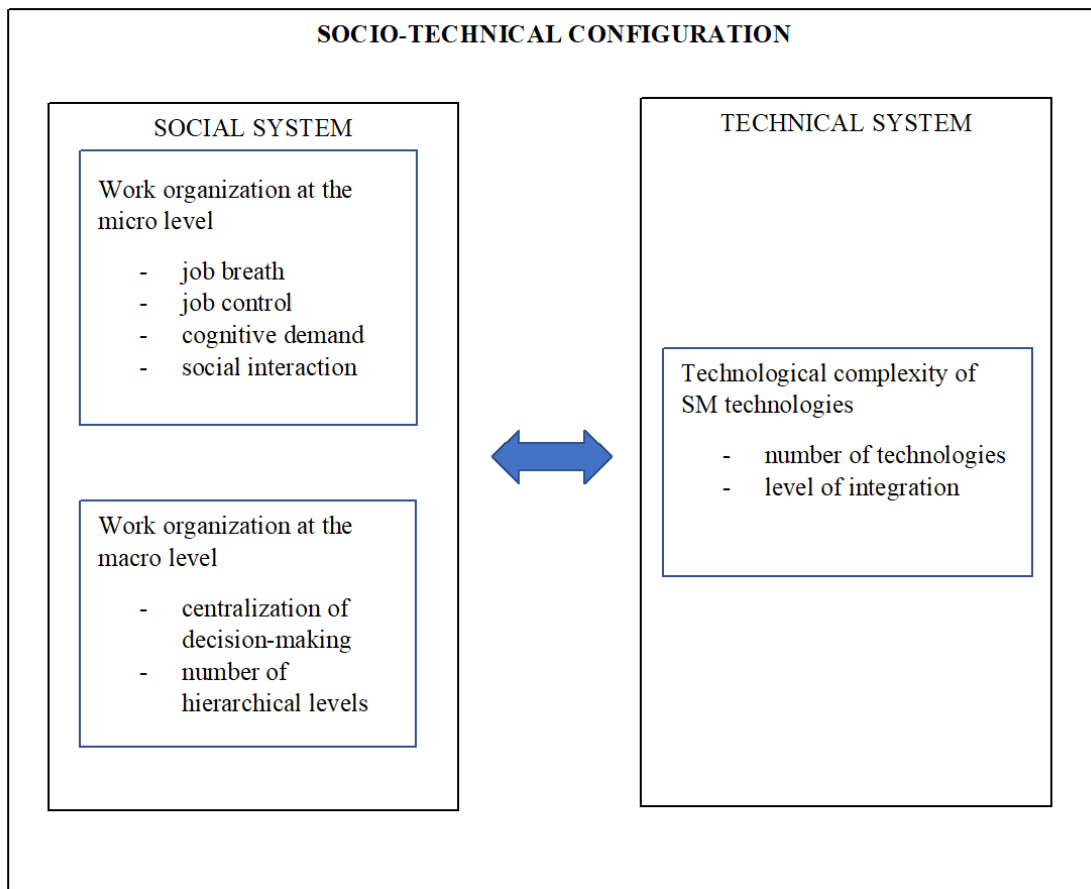 SOCIO-TECHNICAL CONFIGURATION
SOCIAL SYSTEM
Work organization at the
micro level
- job breath
- job control
- cognitive demand
- social interaction
Work organization at the
macro level
- centralization of
decision-making
- number of
hierarchical levels
TECHNICAL SYSTEM
Technological complexity of
SM technologies
- number of technologies
- level of integration